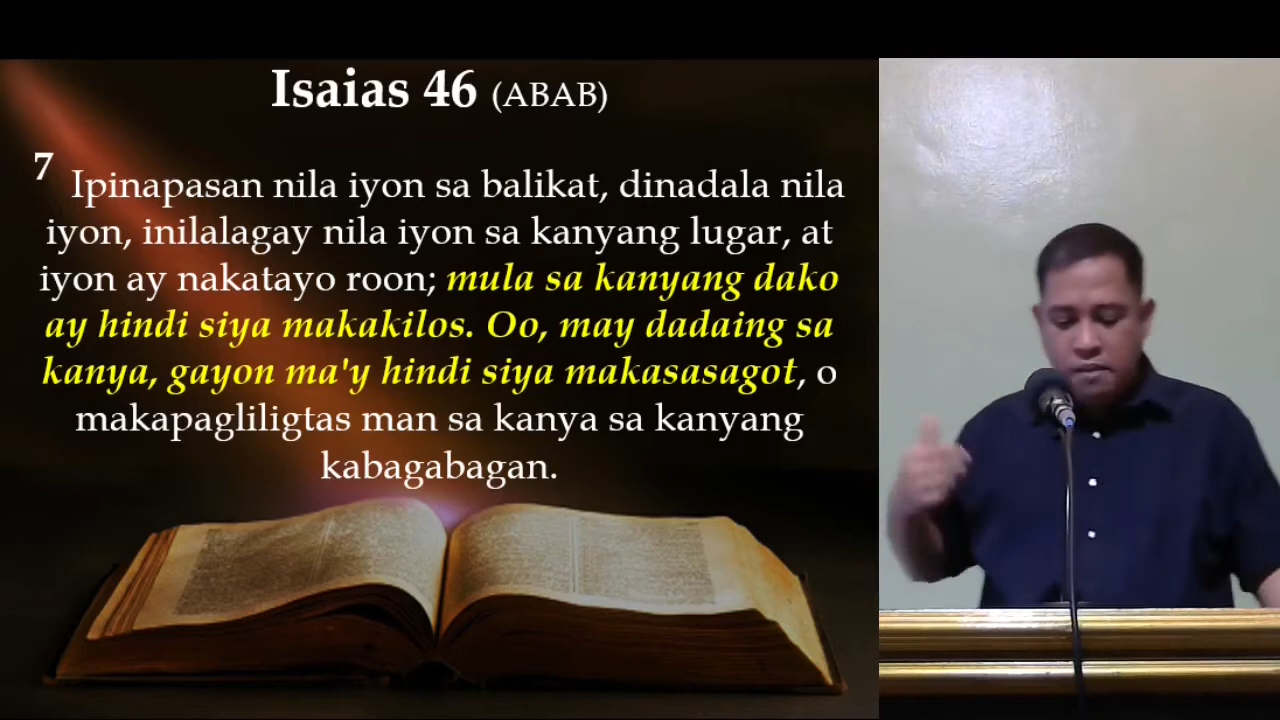 Isaias 46 (ABAB)
7 Ipinapasan nila iyon sa balikat, dinadala nila
iyon, inilalagay nila iyon sa kanyang lugar, at
iyon ay nakatayo roon; mula sa kanyang dako
ay hindi siya makakilos. Oo, may dadaing sa
kanya, gayon ma'y hindi siya makasasagot, o
makapagliligtas man sa kanya sa kanyang
kabagabagan.